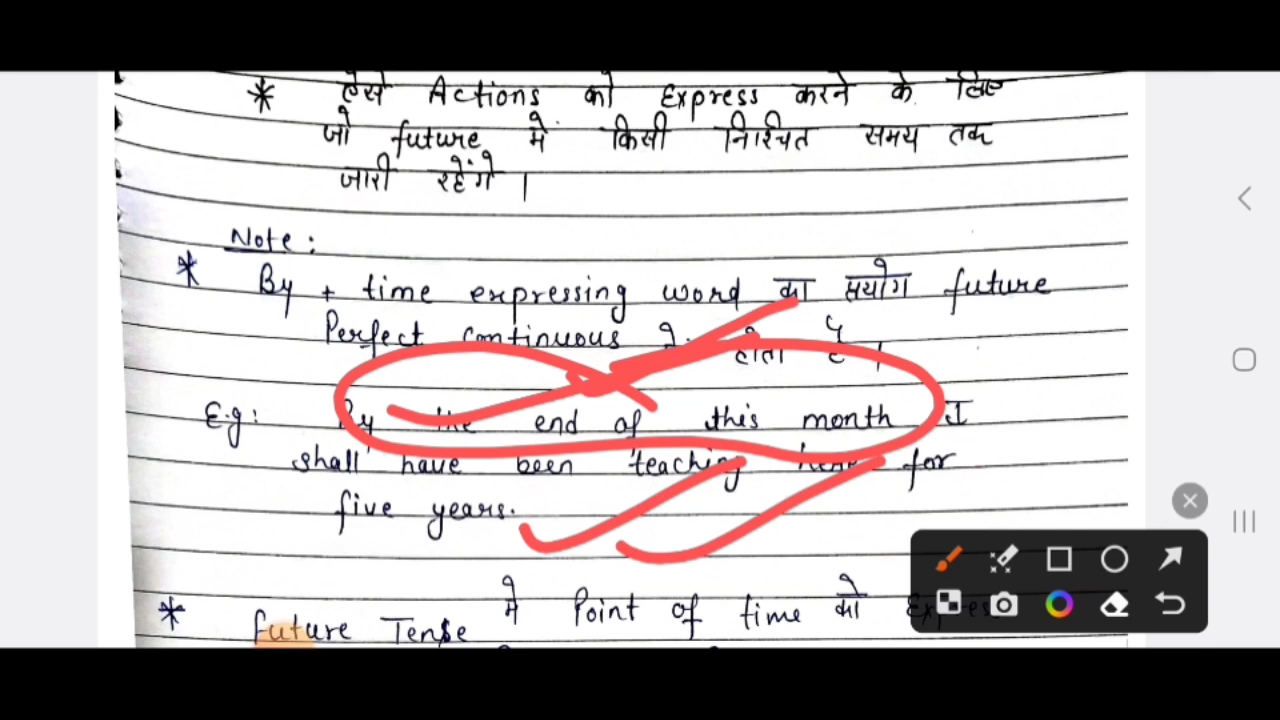 * ऐसे Actions को Express करने के लिए
जो future मे किसी निश्चित समय तक
जारी रहेंगे ।
Note:
* By + time expressing word का प्रयोग future
Perfect continuous मे होता है ।
E.g: By the end of this month I
shall have been teaching here for
five years.
* future Tense मे Point of time को Express